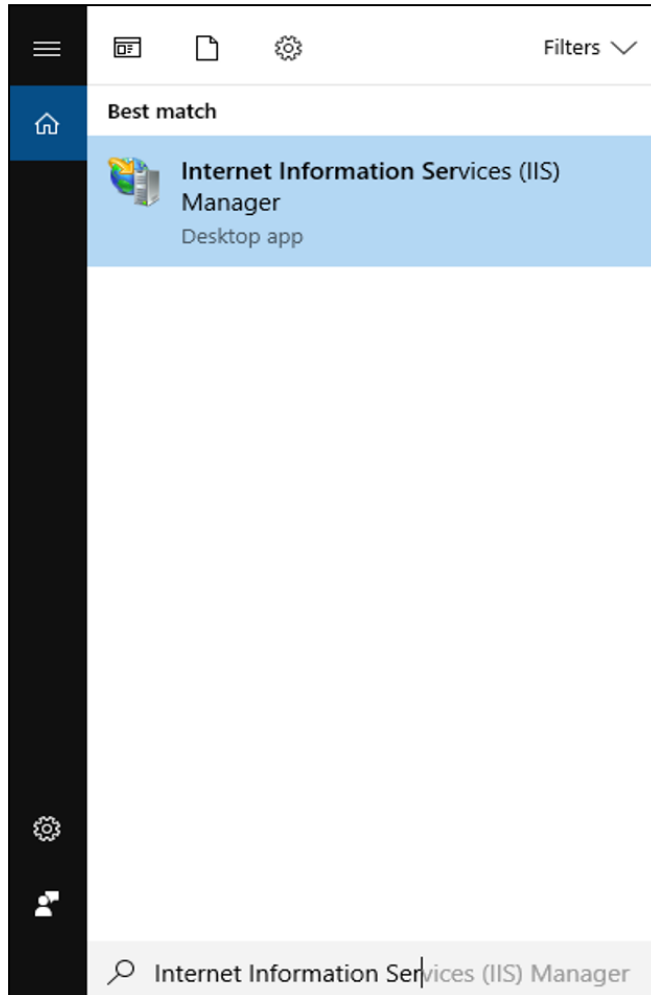 Filters
Best match
Internet Information Services (IIS)
Manager
Desktop app
Internet Information Services (IIS) Manager